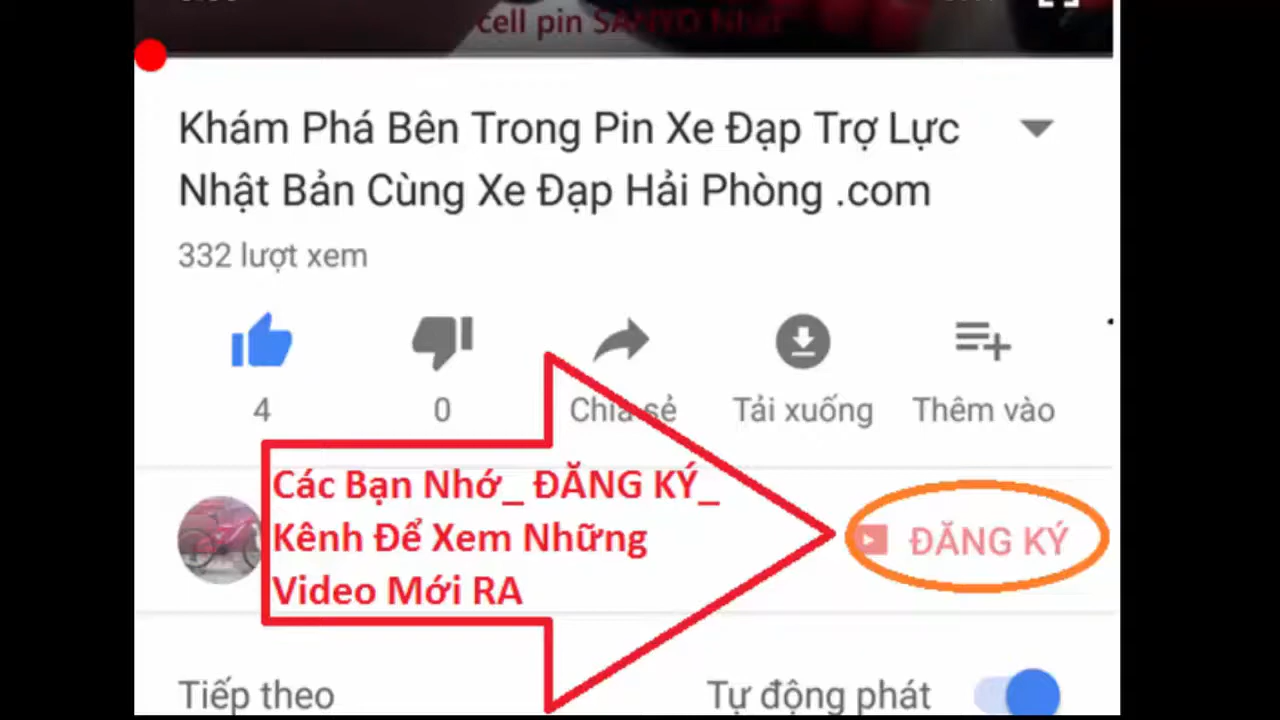 cell pin SANYO Nhật
Khám Phá Bên Trong Pin Xe Đạp Trợ Lực
Nhật Bản Cùng Xe Đạp Hải Phòng .com
332 lượt xem
4
0
Chia sẻ
Tải xuống
Thêm vào
Các Bạn Nhớ_ ĐĂNG KÝ_
Kênh Để Xem Những
Video Mới RA
ĐĂNG KÝ
Tiếp theo
Tự động phát